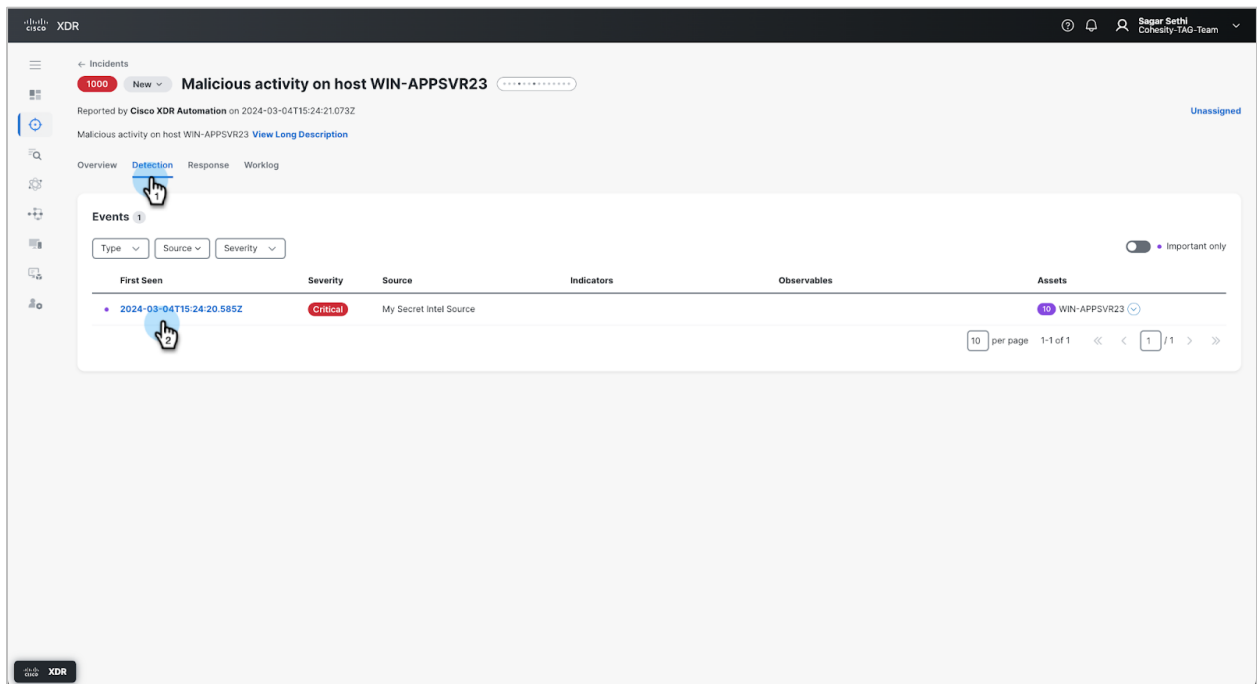 cisco XDR
Sagar Sethi
Cohesity-TAG-Team
← Incidents
1000 New Malicious activity on host WIN-APPSVR23
Reported by Cisco XDR Automation on 2024-03-04T15:24:21.073Z
Unassigned
Malicious activity on host WIN-APPSVR23 View Long Description
Overview Detection Response Worklog
1
Events 1
Type Source Severity
Important only
First Seen Severity Source Indicators Observables Assets
2024-03-04T15:24:20.585Z Critical My Secret Intel Source 10 WIN-APPSVR23
2
10 per page 1-1 of 1 1 / 1
cisco XDR